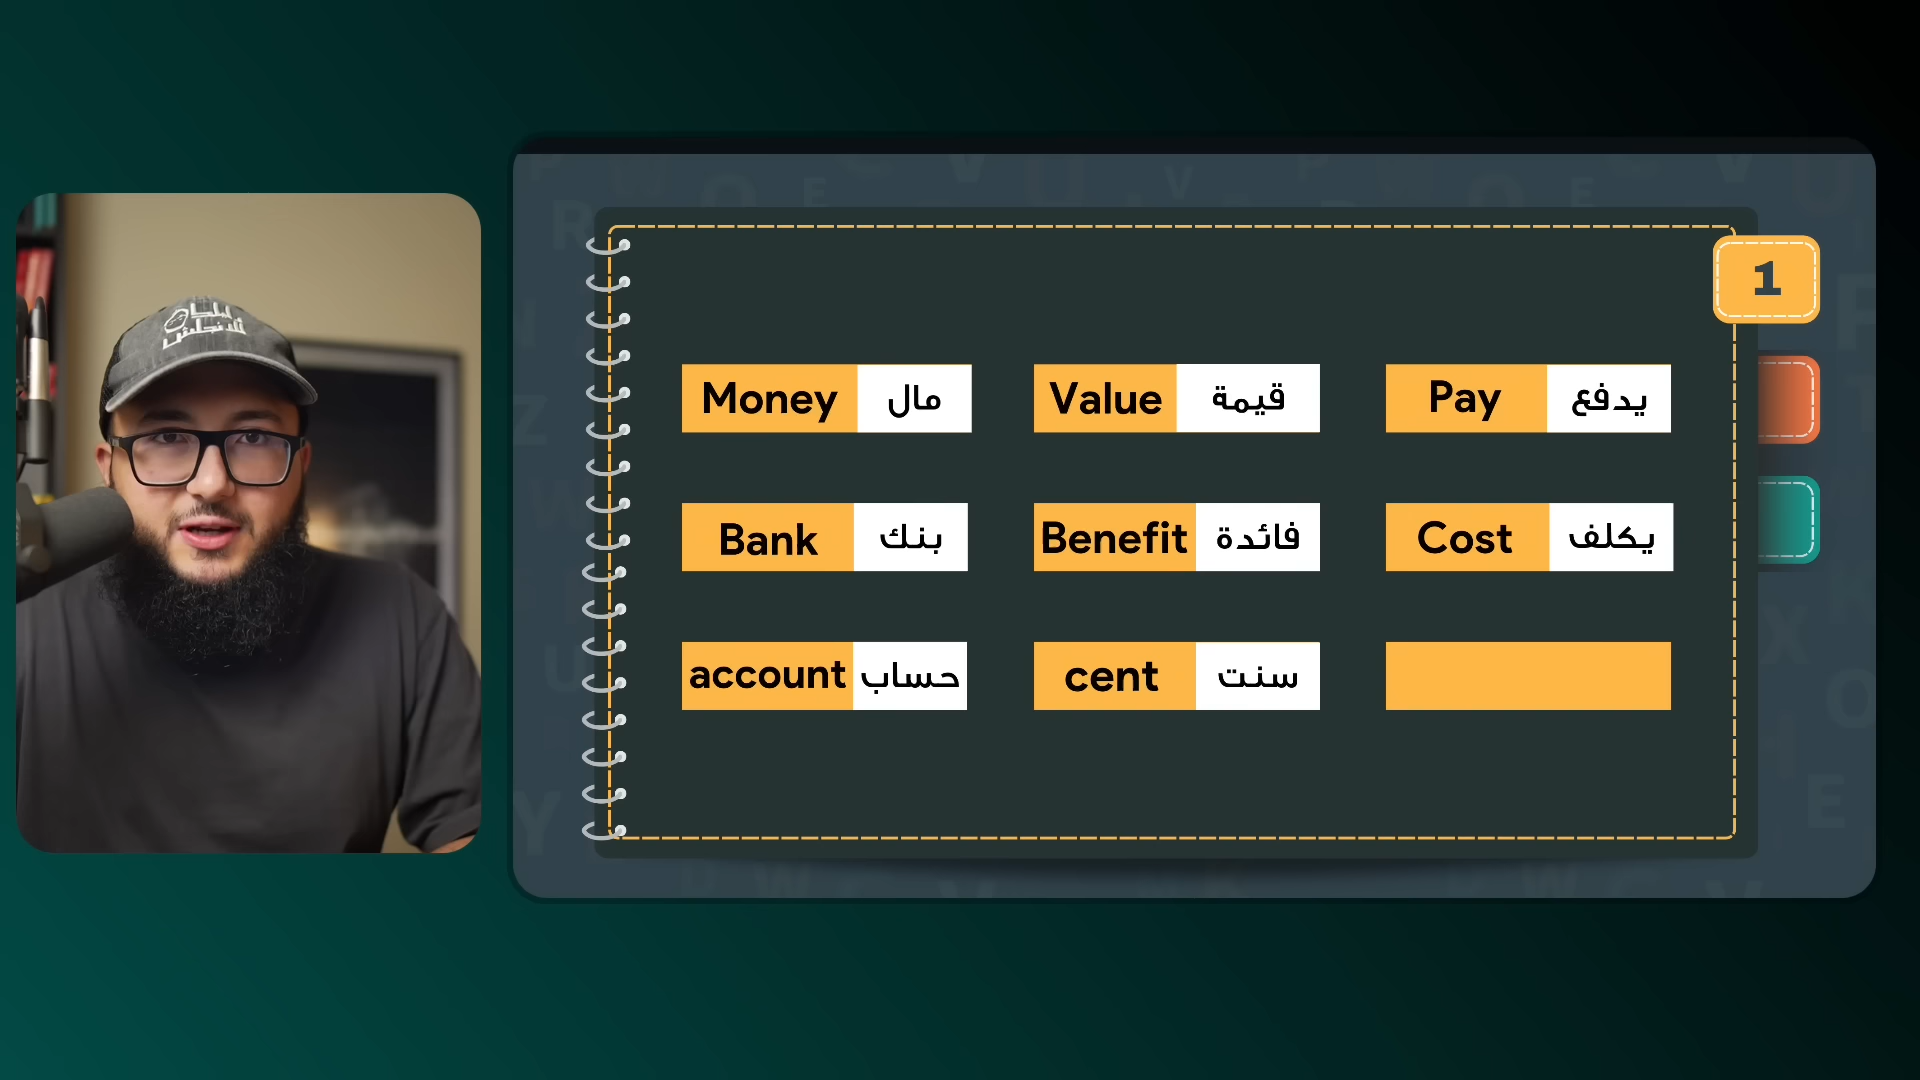 1
Money مال
Value قيمة
Pay يدفع
Bank بنك
Benefit فائدة
Cost يكلف
account حساب
cent سنت